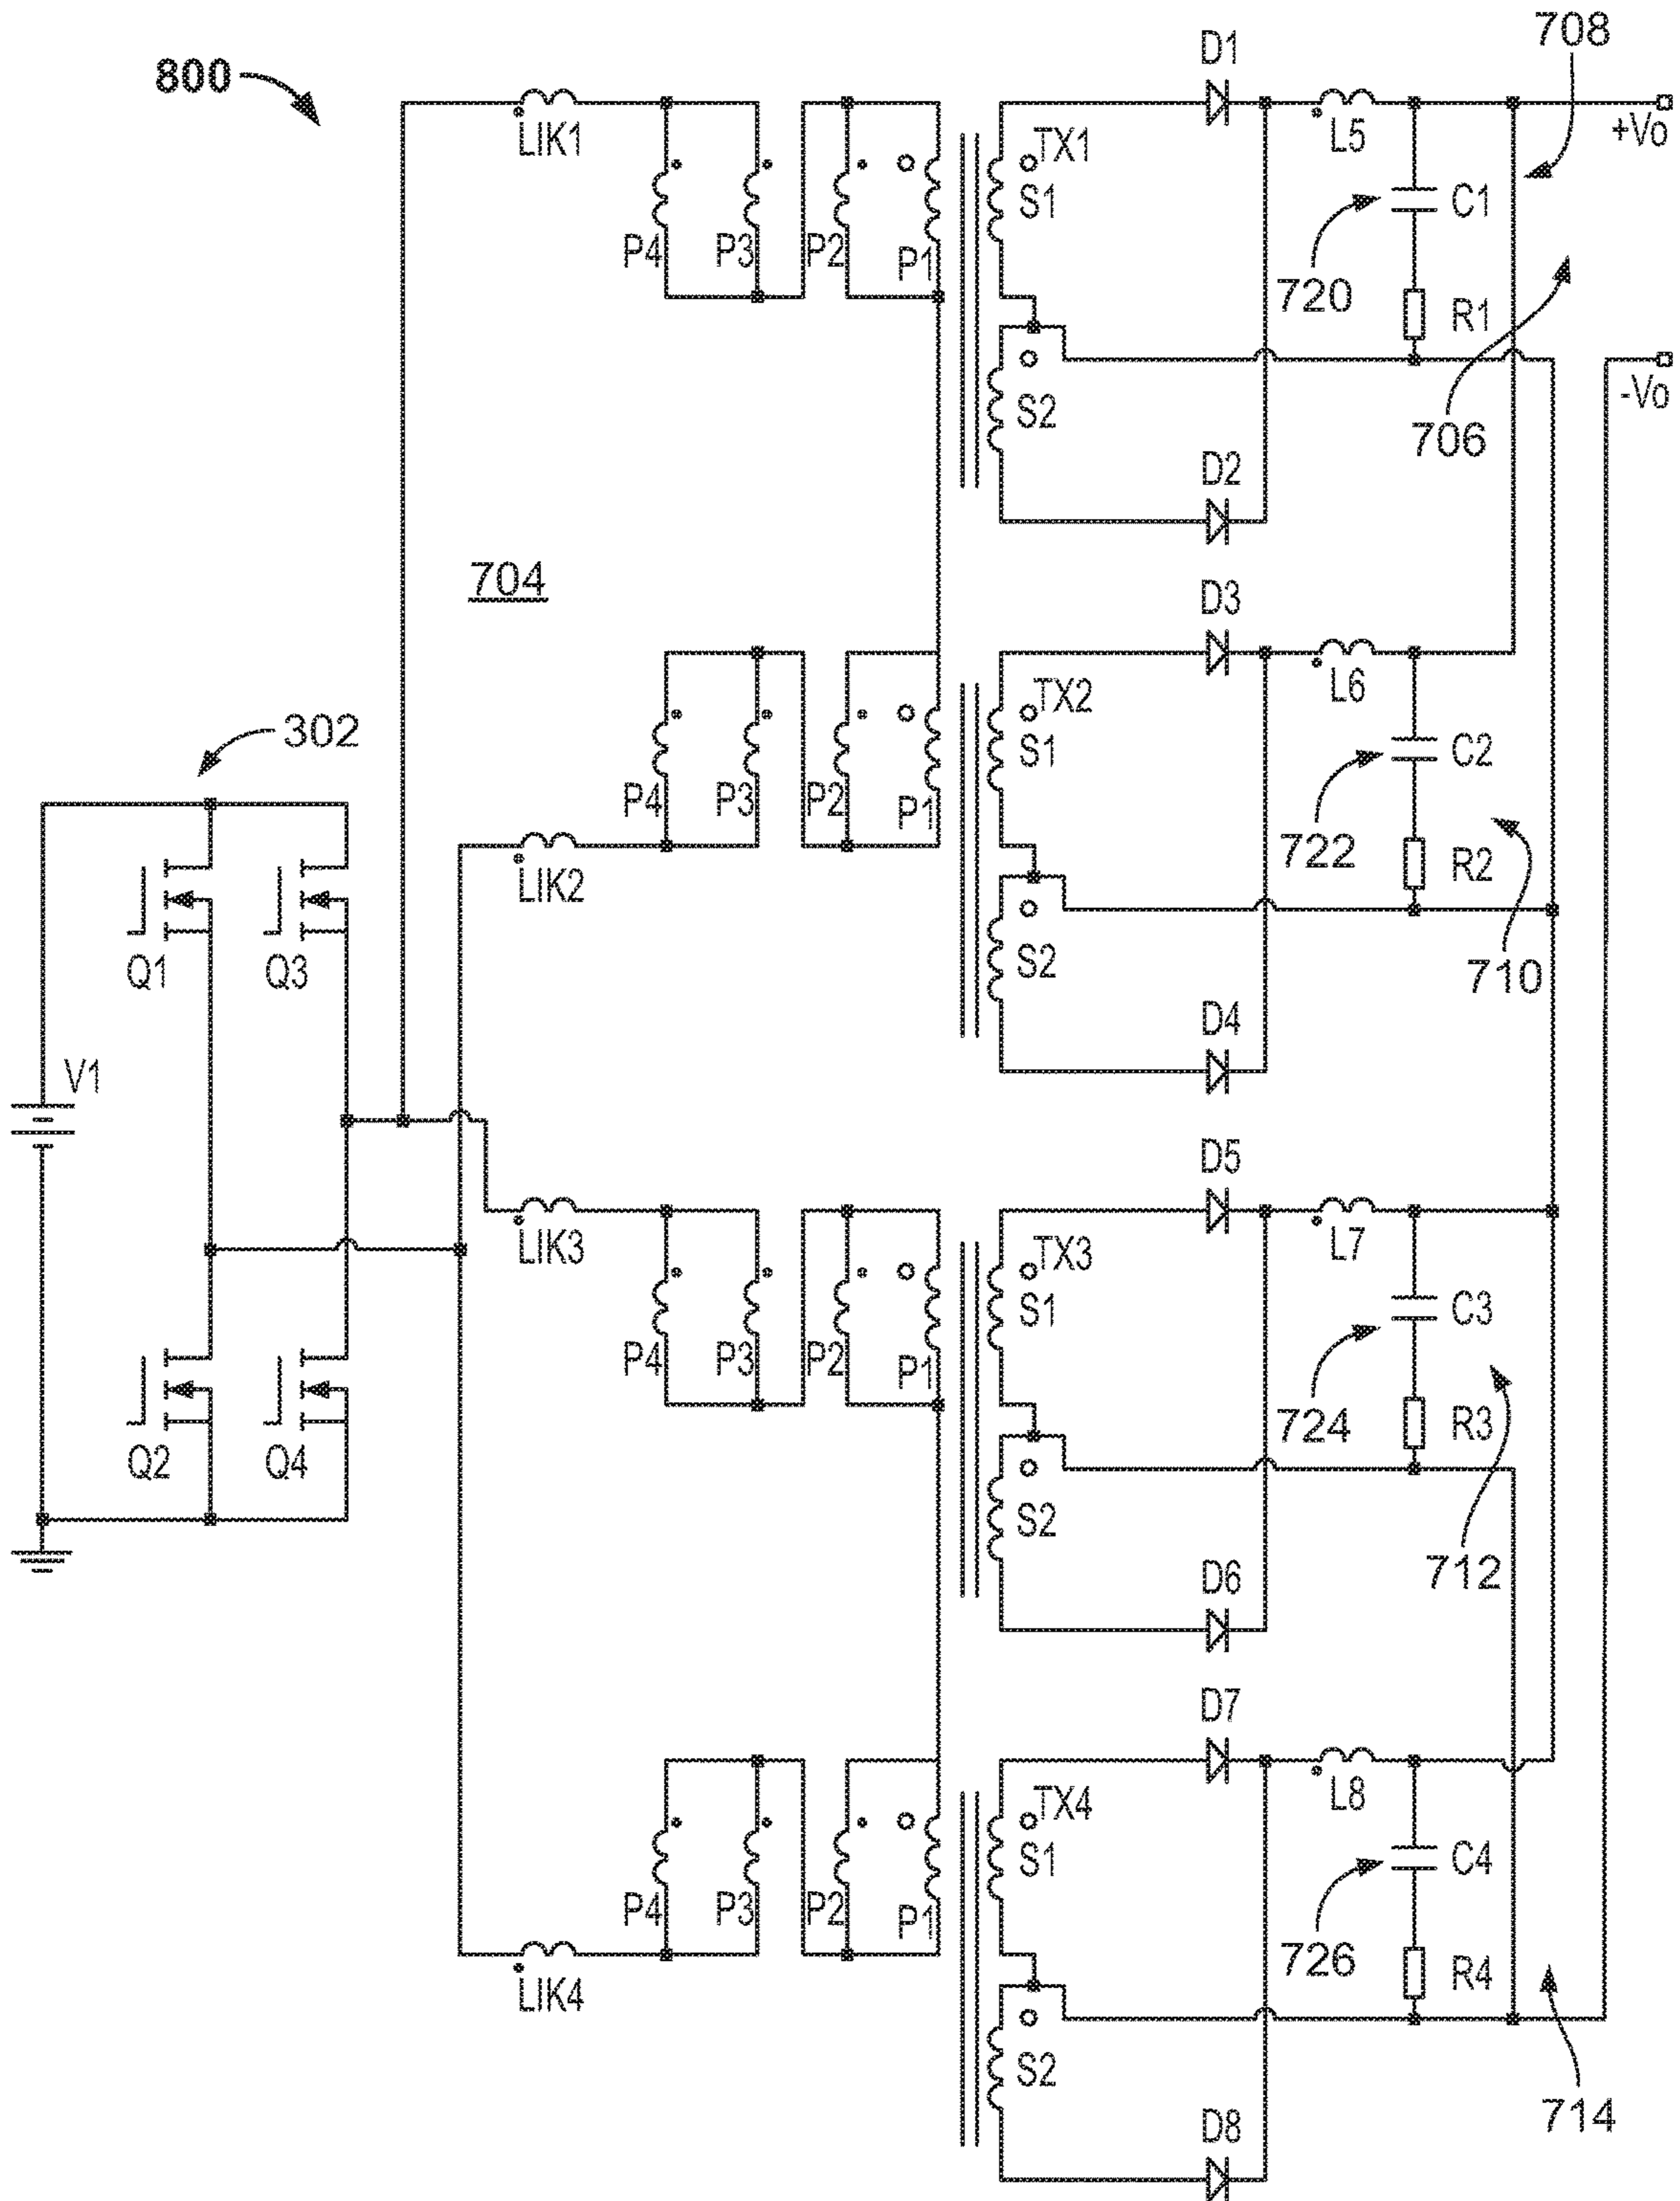 800
LIK1
P4
P3
P2
P1
TX1
S1
S2
D1
D2
L5
C1
R1
720
708
+Vo
-Vo
706
704
302
LIK2
P4
P3
P2
P1
TX2
S1
S2
D3
D4
L6
C2
R2
722
710
Q1
Q3
V1
Q2
Q4
LIK3
P4
P3
P2
P1
TX3
S1
S2
D5
D6
L7
C3
R3
724
712
LIK4
P4
P3
P2
P1
TX4
S1
S2
D7
D8
L8
C4
R4
726
714